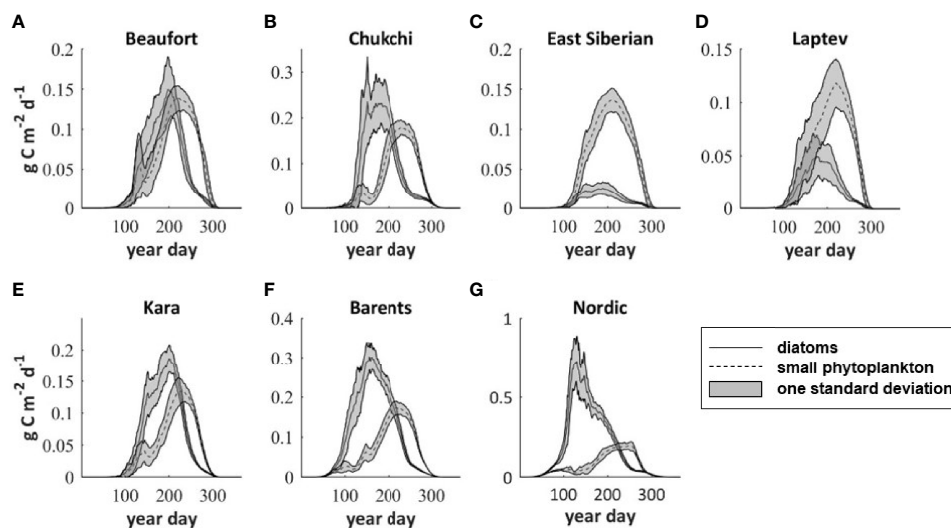 A
Beaufort
g C m⁻² d⁻¹
0.2
0.15
0.1
0.05
0
100 200 300
year day
B
Chukchi
0.3
0.2
0.1
0
100 200 300
year day
C
East Siberian
0.2
0.15
0.1
0.05
0
100 200 300
year day
D
Laptev
0.15
0.1
0.05
0
100 200 300
year day
E
Kara
g C m⁻² d⁻¹
0.2
0.15
0.1
0.05
0
100 200 300
year day
F
Barents
0.4
0.3
0.2
0.1
0
100 200 300
year day
G
Nordic
1
0.5
0
100 200 300
year day
diatoms
small phytoplankton
one standard deviation